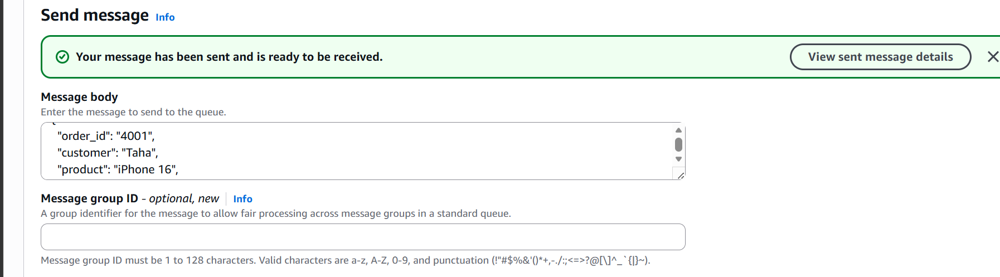 Send message Info
Your message has been sent and is ready to be received.
View sent message details
Message body
Enter the message to send to the queue.
"order_id": "4001",
"customer": "Taha",
"product": "iPhone 16",
Message group ID - optional, new Info
A group identifier for the message to allow fair processing across message groups in a standard queue.
Message group ID must be 1 to 128 characters. Valid characters are a-z, A-Z, 0-9, and punctuation (!"#$%&'()*+,-./:;<=>?@[\]^_`{|}~).